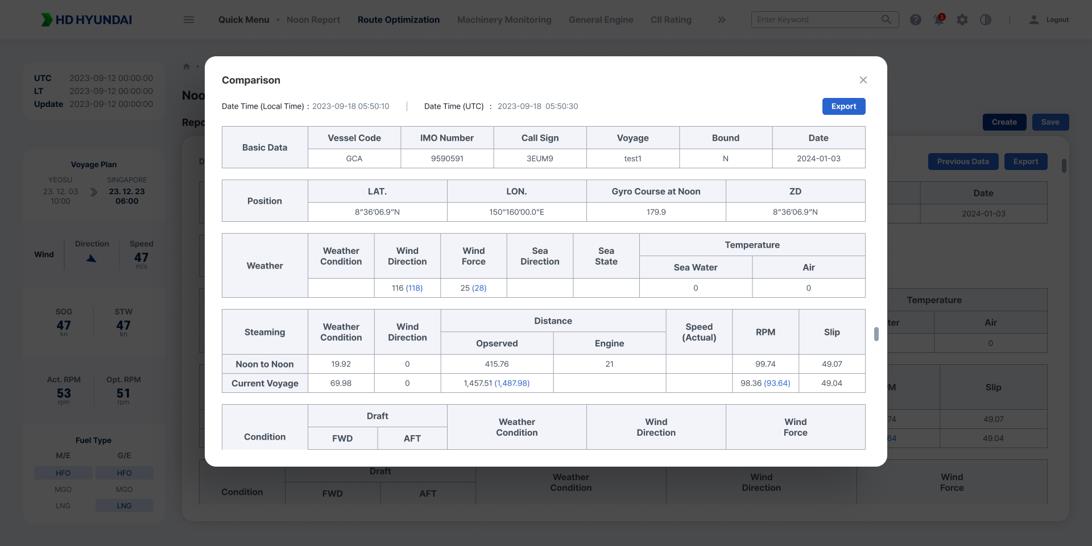 HD HYUNDAI
Quick Menu • Noon Report Route Optimization Machinery Monitoring General Engine CII Rating
Enter Keyword
1
Logout
UTC 2023-09-12 00:00:00
LT 2023-09-12 00:00:00
Update 2023-09-12 00:00:00
Noo
Repo
Create Save
Previous Data Export
Voyage Plan
YEOSU SINGAPORE
23. 12. 03 23. 12. 23
10:00 06:00
Wind Direction Speed
47
SOG STW
47 47
kn kn
Act. RPM Opt. RPM
53 51
rpm rpm
Fuel Type
M/E G/E
HFO HFO
MGO MGO
LNG LNG
Comparison
Date Time (Local Time) : 2023-09-18 05:50:10 | Date Time (UTC) : 2023-09-18 05:50:30
Export
Basic Data Vessel Code IMO Number Call Sign Voyage Bound Date
GCA 9590591 3EUM9 test1 N 2024-01-03
Position LAT. LON. Gyro Course at Noon ZD
8°36'06.9"N 150°160'00.0"E 179.9 8°36'06.9"N
Weather Weather Condition Wind Direction Wind Force Sea Direction Sea State Temperature
Sea Water Air
116 (118) 25 (28) 0 0
Steaming Weather Condition Wind Direction Distance Speed (Actual) RPM Slip
Opserved Engine
Noon to Noon 19.92 0 415.76 21 99.74 49.07
Current Voyage 69.98 0 1,457.51 (1,487.98) 98.36 (93.64) 49.04
Condition Draft Weather Condition Wind Direction Wind Force
FWD AFT
Date
2024-01-03
Temperature
ter Air
0
M Slip
74 49.07
64 49.04
Condition Draft Weather Condition Wind Direction Wind Force
FWD AFT